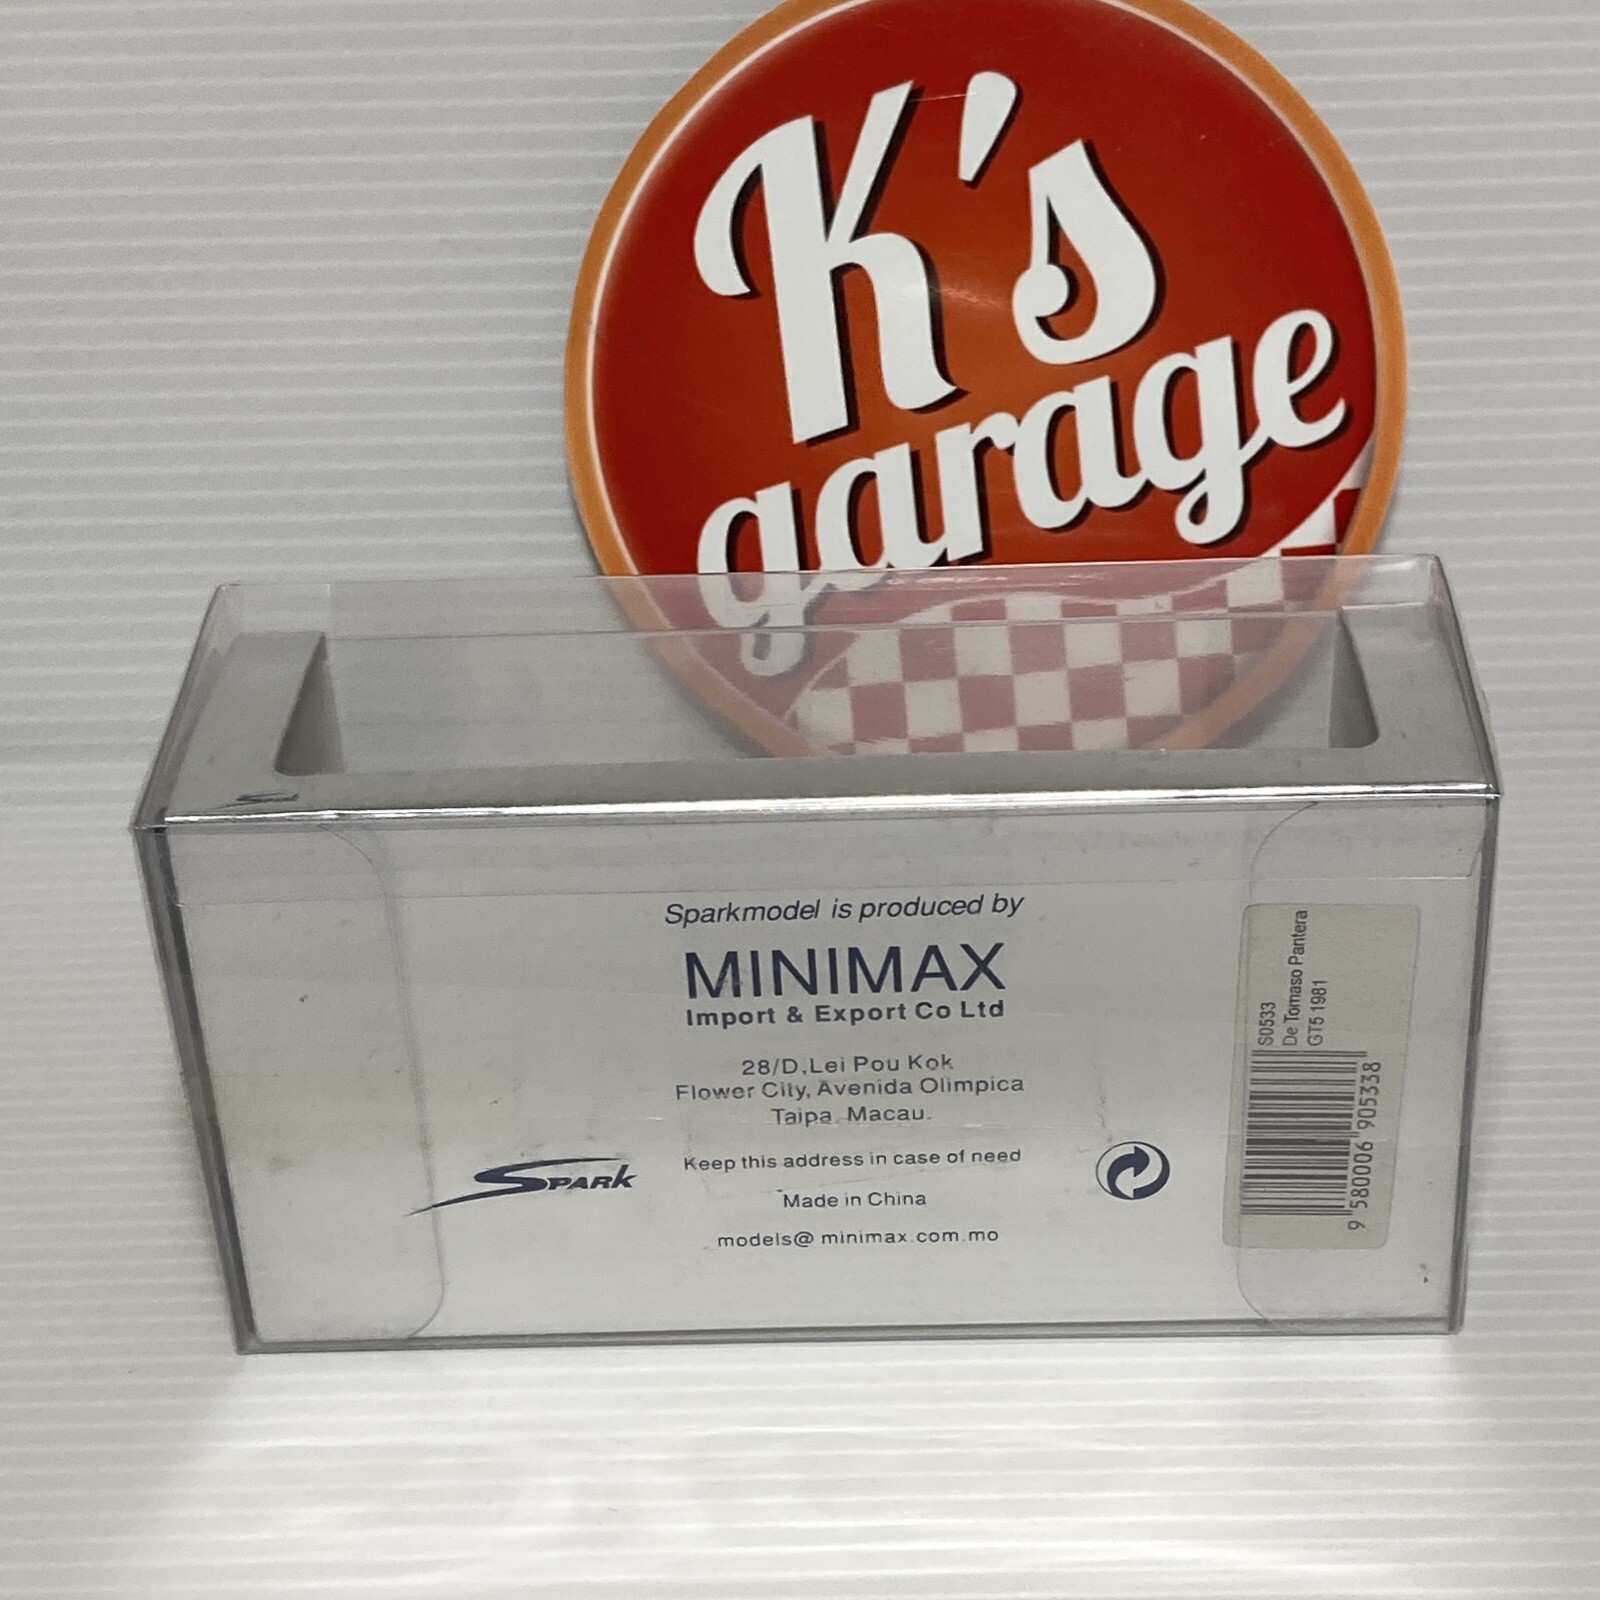 K's
garage
Spark
Sparkmodel is produced by
MINIMAX
Import & Export Co Ltd
28/D,Lei Pou Kok
Flower City, Avenida Olimpica
Taipa. Macau.
Keep this address in case of need
Made in China
models@ minimax.com.mo
SPARK
S0533
De Tomaso Pantera
GT5 1981
9 580006 905338